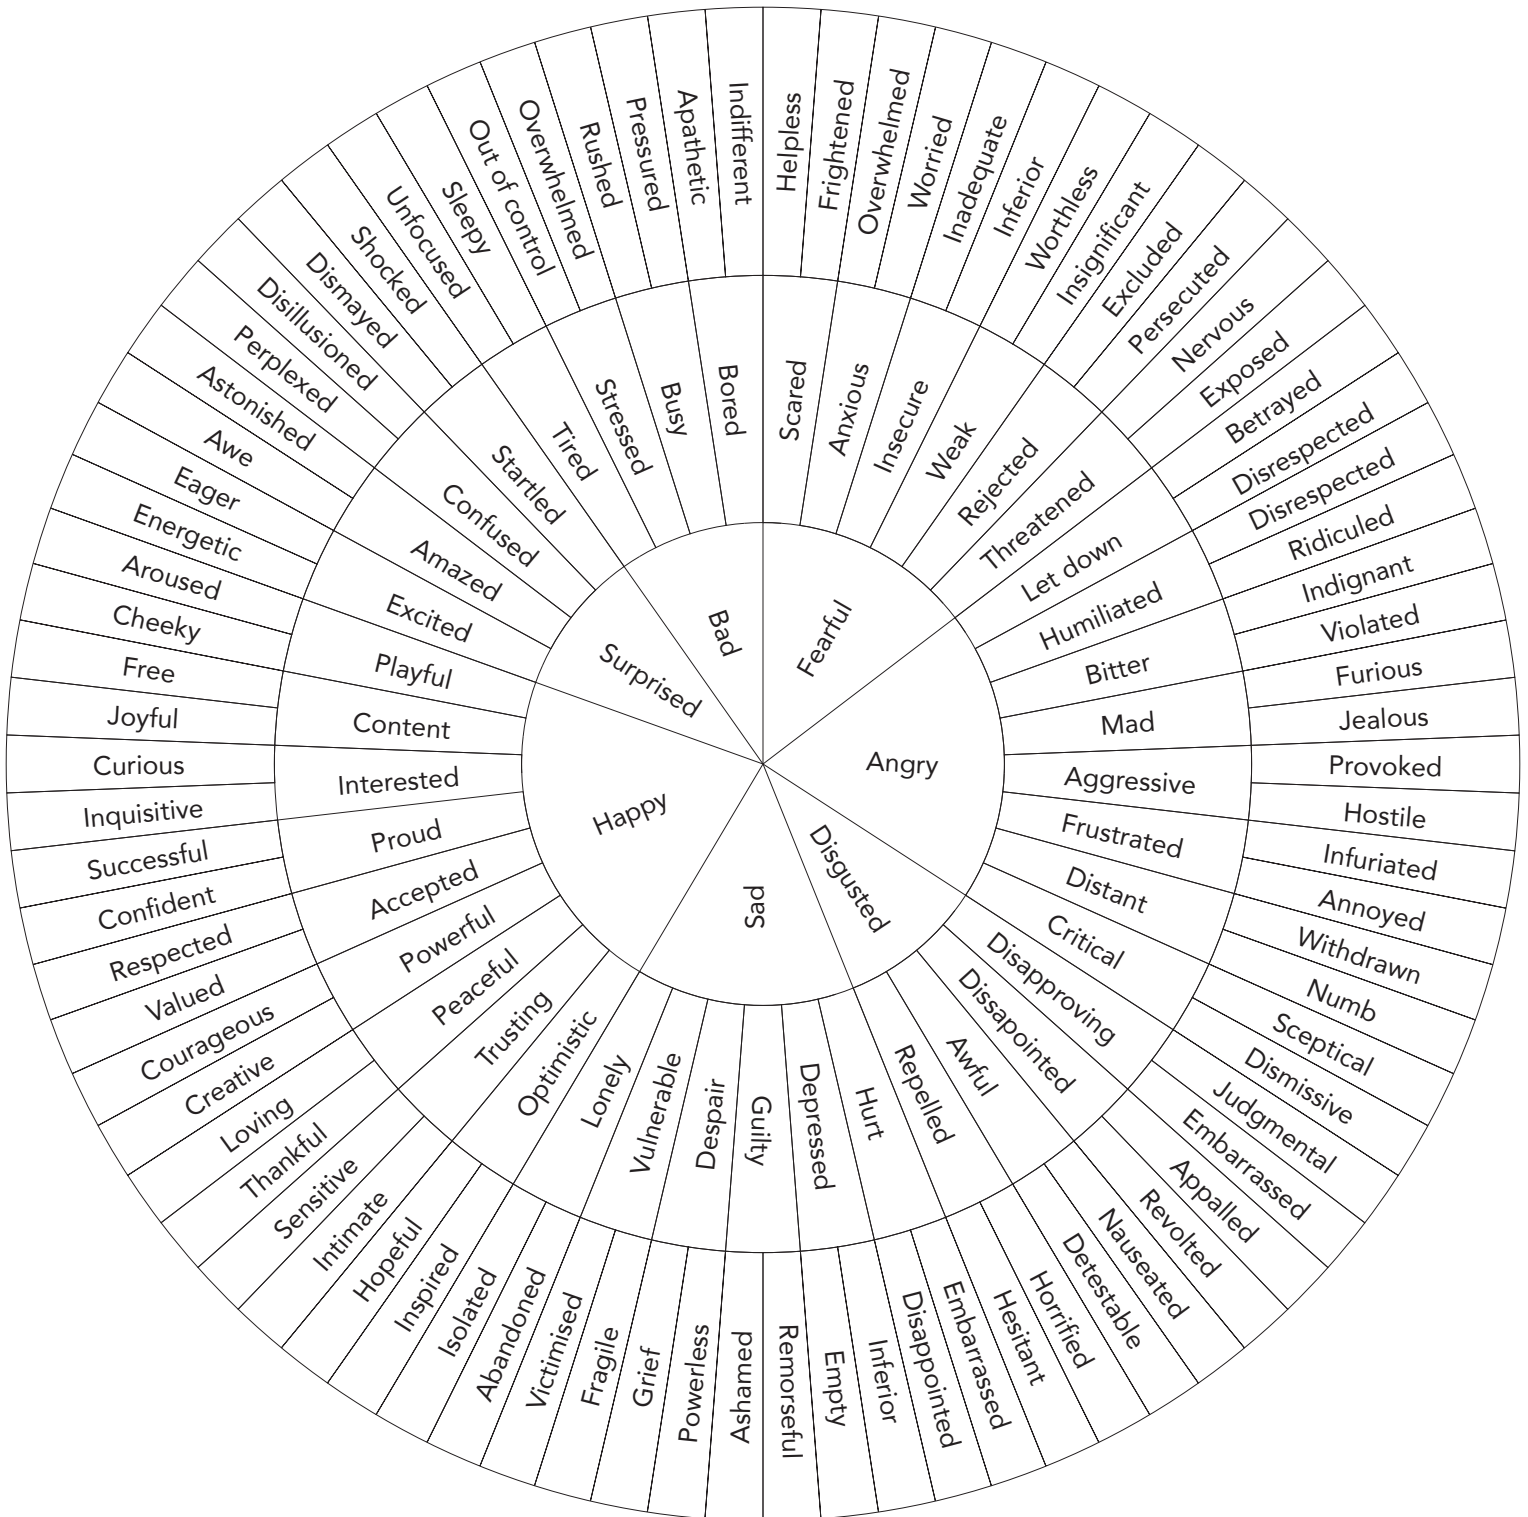 Fearful
Angry
Disgusted
Sad
Happy
Surprised
Bad
Scared
Anxious
Insecure
Weak
Rejected
Threatened
Let down
Humiliated
Bitter
Mad
Aggressive
Frustrated
Distant
Critical
Disapproving
Dissapointed
Awful
Repelled
Hurt
Depressed
Guilty
Despair
Vulnerable
Lonely
Optimistic
Trusting
Peaceful
Powerful
Accepted
Proud
Interested
Content
Playful
Excited
Amazed
Confused
Startled
Tired
Stressed
Busy
Bored
Helpless
Frightened
Overwhelmed
Worried
Inadequate
Inferior
Worthless
Insignificant
Excluded
Persecuted
Nervous
Exposed
Betrayed
Disrespected
Disrespected
Ridiculed
Indignant
Violated
Furious
Jealous
Provoked
Hostile
Infuriated
Annoyed
Withdrawn
Numb
Sceptical
Dismissive
Judgmental
Embarrassed
Appalled
Revolted
Nauseated
Detestable
Horrified
Hesitant
Embarrassed
Disappointed
Inferior
Empty
Remorseful
Ashamed
Powerless
Grief
Fragile
Victimised
Abandoned
Isolated
Inspired
Hopeful
Intimate
Sensitive
Thankful
Loving
Creative
Courageous
Valued
Respected
Confident
Successful
Inquisitive
Curious
Joyful
Free
Cheeky
Aroused
Energetic
Eager
Awe
Astonished
Perplexed
Disillusioned
Dismayed
Shocked
Unfocused
Sleepy
Out of control
Overwhelmed
Rushed
Pressured
Apathetic
Indifferent